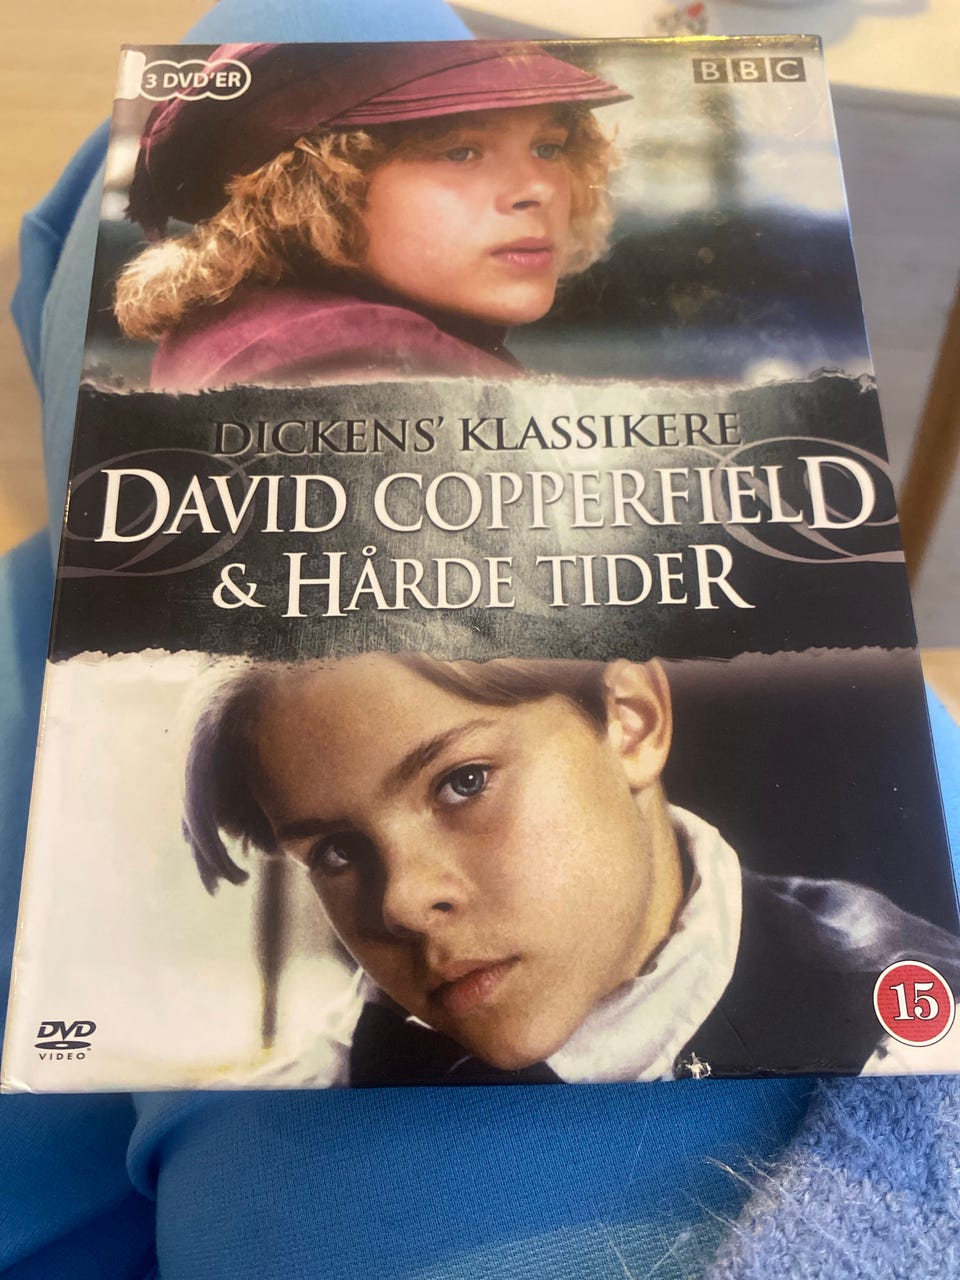 3 DVD'ER
BBC
DICKENS' KLASSIKERE
DAVID COPPERFIELD
& HÅRDE TIDER
15
DVD
VIDEO